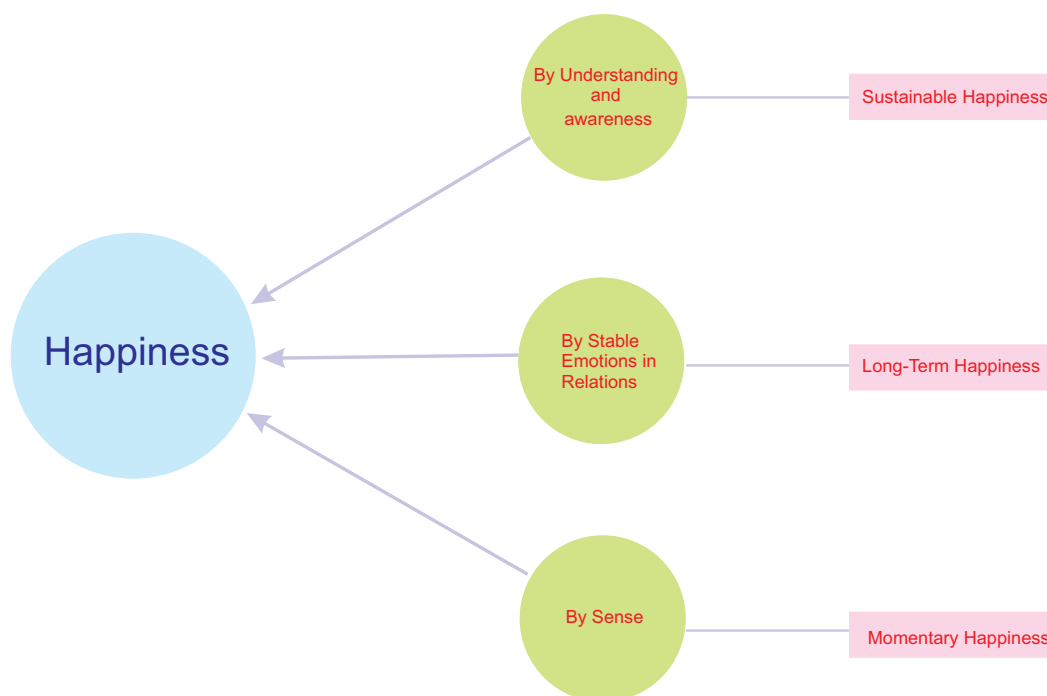 By Understanding
and
awareness
Sustainable Happiness
Happiness
By Stable
Emotions in
Relations
Long-Term Happiness
By Sense
Momentary Happiness